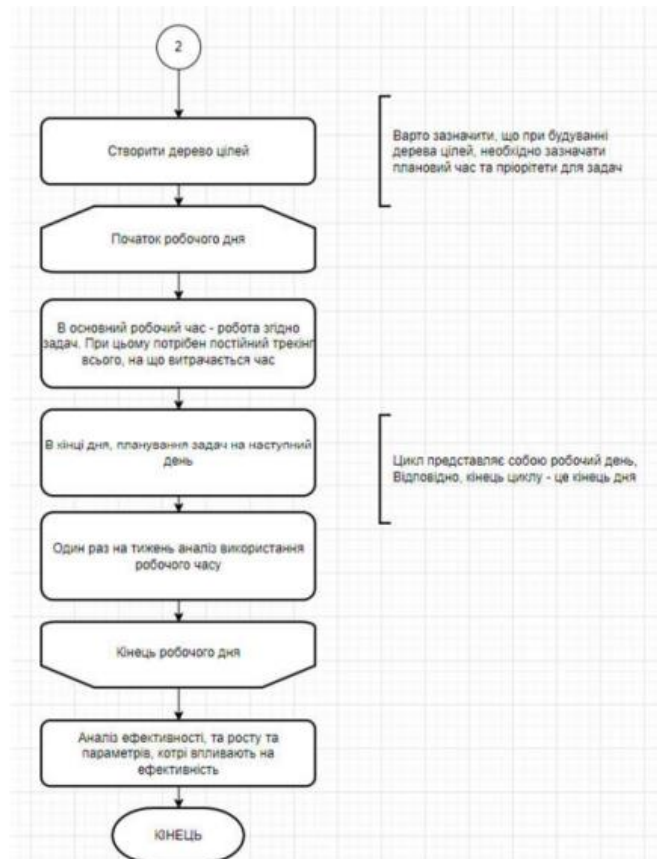 2
Створити дерево цілей
Варто зазначити, що при будуванні
дерева цілей, необхідно зазначати
плановий час та пріорітети для задач
Початок робочого дня
В основний робочий час - робота згідно
задач. При цьому потрібен постійний трекінг
всього, на що витрачається час
В кінці дня, планування задач на наступний
день
Цикл представляє собою робочий день,
Відповідно, кінець циклу - це кінець дня
Один раз на тиждень аналіз використання
робочого часу
Кінець робочого дня
Аналіз ефективності, та росту та
параметрів, котрі впливають на
ефективність
КІНЕЦЬ